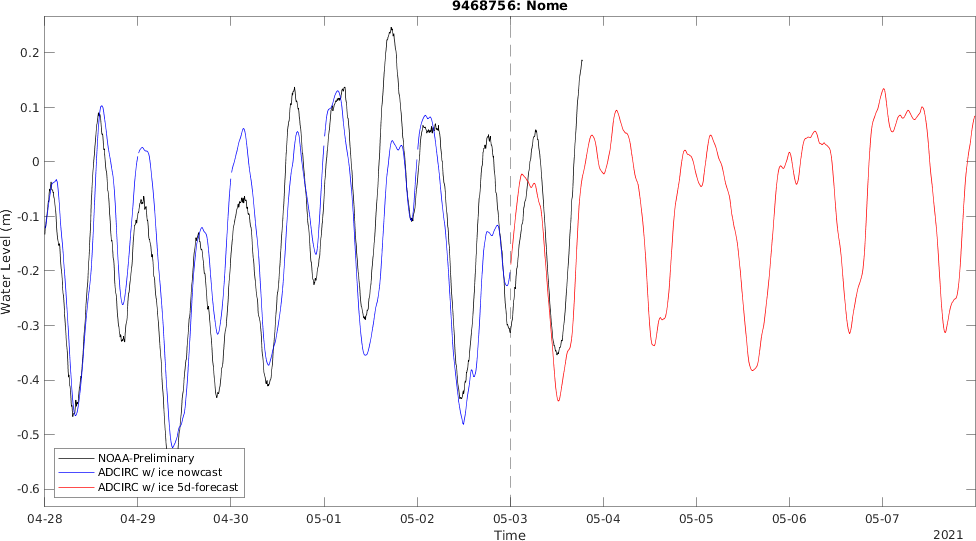 9468756: Nome
Water Level (m)
0.2
0.1
0
-0.1
-0.2
-0.3
-0.4
-0.5
-0.6
NOAA-Preliminary
ADCIRC w/ ice nowcast
ADCIRC w/ ice 5d-forecast
04-28 04-29 04-30 05-01 05-02 05-03 05-04 05-05 05-06 05-07
Time
2021